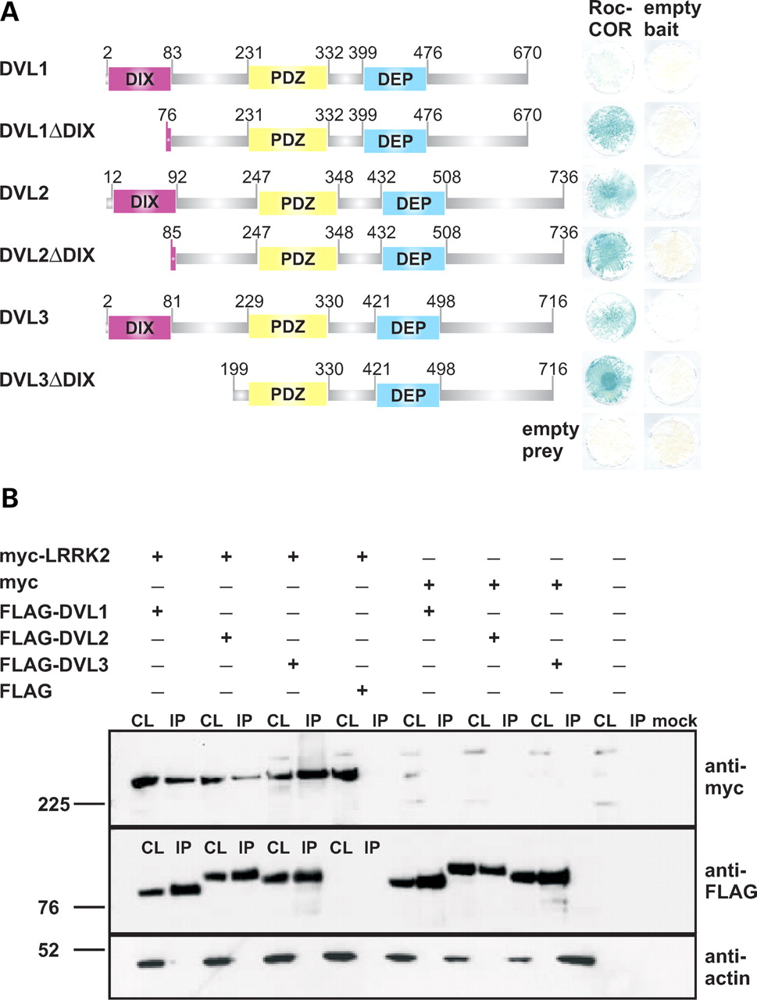 A
Roc-
COR
empty
bait
DVL1
2 83 231 332 399 476 670
DIX PDZ DEP
DVL1ΔDIX
76 231 332 399 476 670
PDZ DEP
DVL2
12 92 247 348 432 508 736
DIX PDZ DEP
DVL2ΔDIX
85 247 348 432 508 736
PDZ DEP
DVL3
2 81 229 330 421 498 716
DIX PDZ DEP
DVL3ΔDIX
199 330 421 498 716
PDZ DEP
empty
prey
B
myc-LRRK2 + + + + – – – –
myc – – – – + + + –
FLAG-DVL1 + – – – + – – –
FLAG-DVL2 – + – – – + – –
FLAG-DVL3 – – + – – – + –
FLAG – – – + – – – –
CL IP CL IP CL IP CL IP CL IP CL IP CL IP CL IP mock
anti-
myc
225
CL IP CL IP CL IP CL IP
anti-
FLAG
76
52
anti-
actin